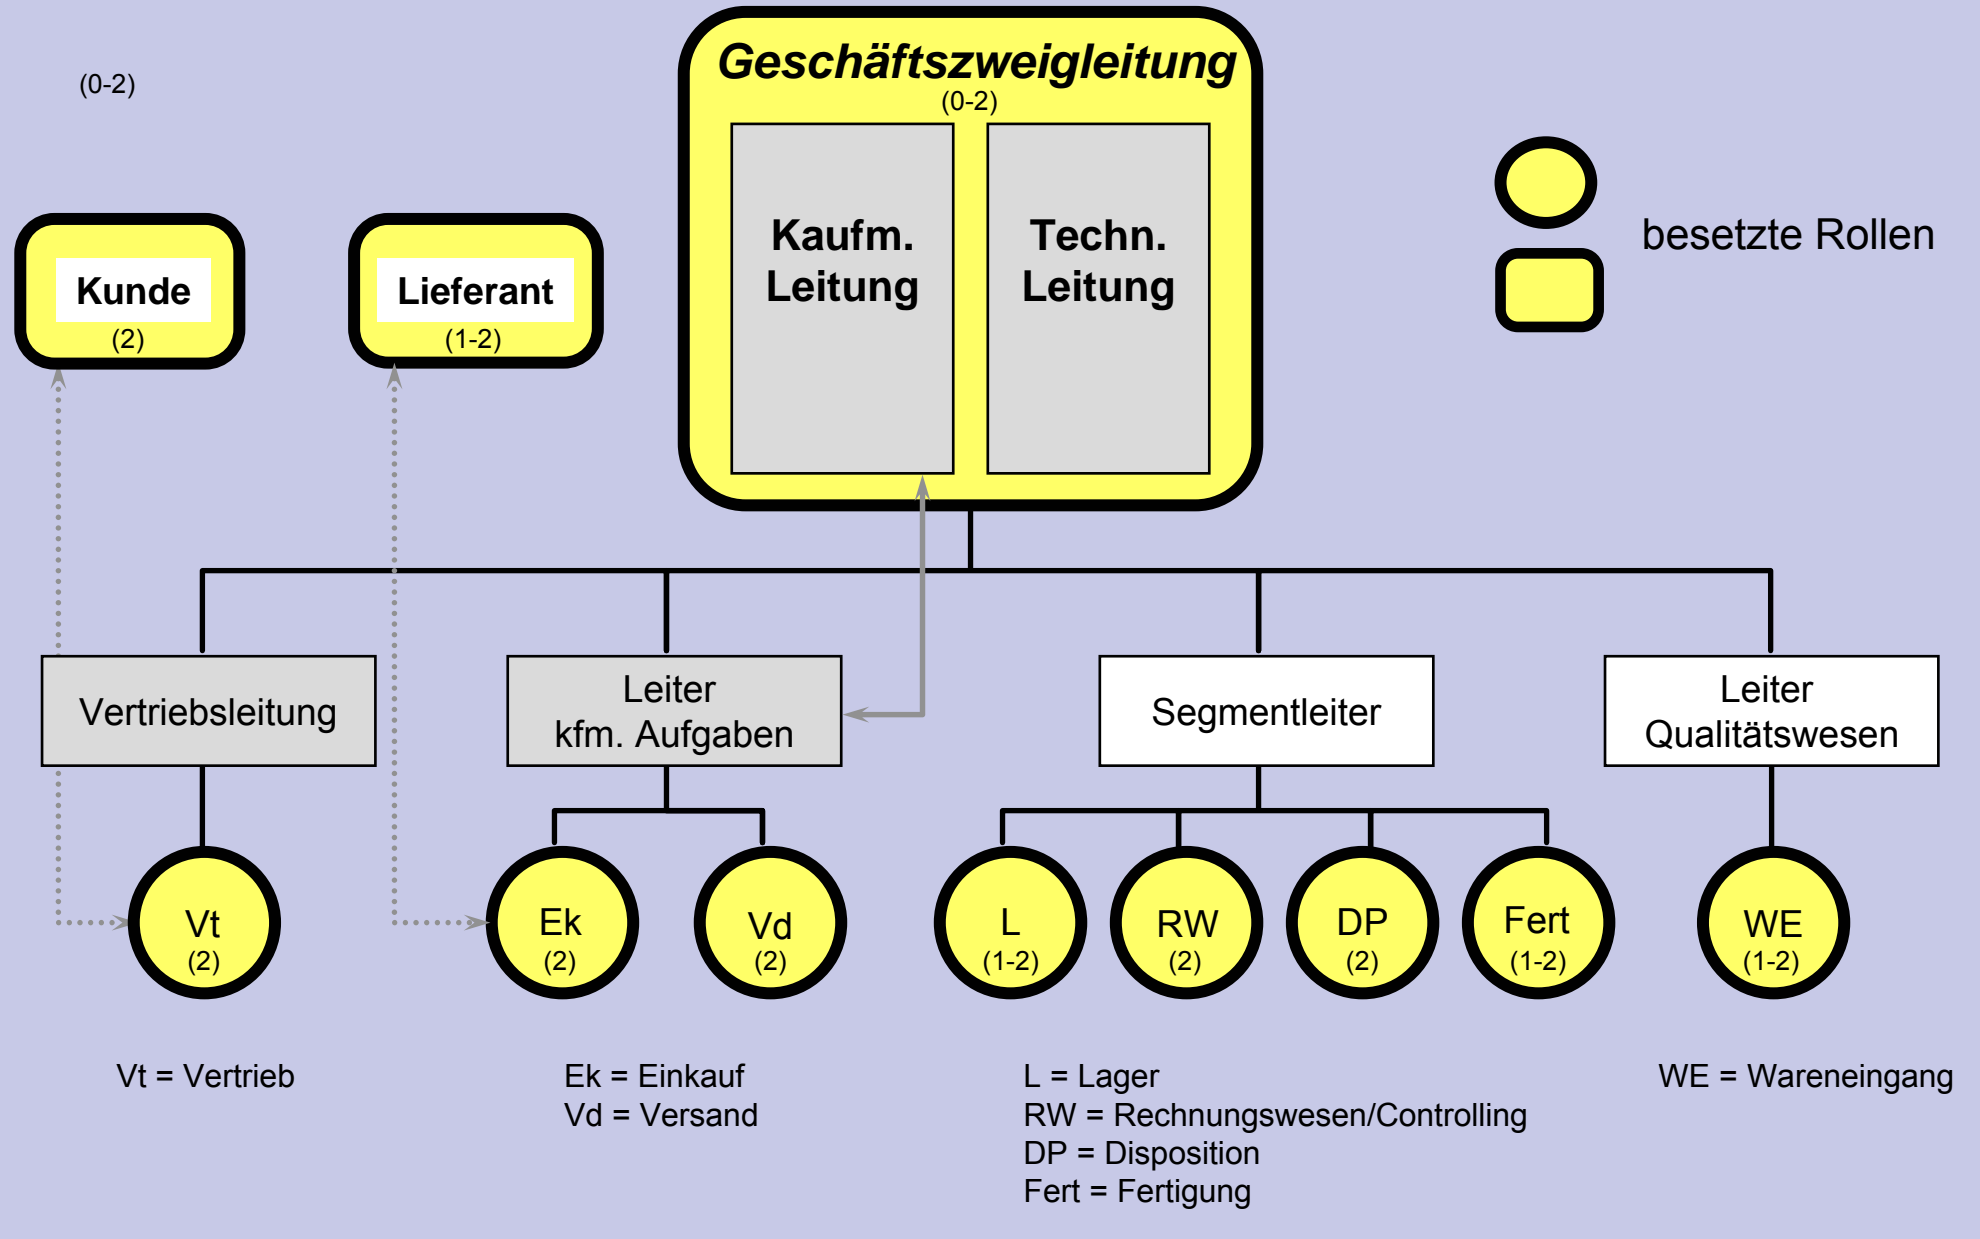 Geschäftszweigleitung
(0-2)
(0-2)
Kaufm.
Leitung
Techn.
Leitung
besetzte Rollen
Kunde
(2)
Lieferant
(1-2)
Vertriebsleitung
Leiter
kfm. Aufgaben
Segmentleiter
Leiter
Qualitätswesen
Vt
(2)
Ek
(2)
Vd
(2)
L
(1-2)
RW
(2)
DP
(2)
Fert
(1-2)
WE
(1-2)
Vt = Vertrieb
Ek = Einkauf
Vd = Versand
L = Lager
RW = Rechnungswesen/Controlling
DP = Disposition
Fert = Fertigung
WE = Wareneingang